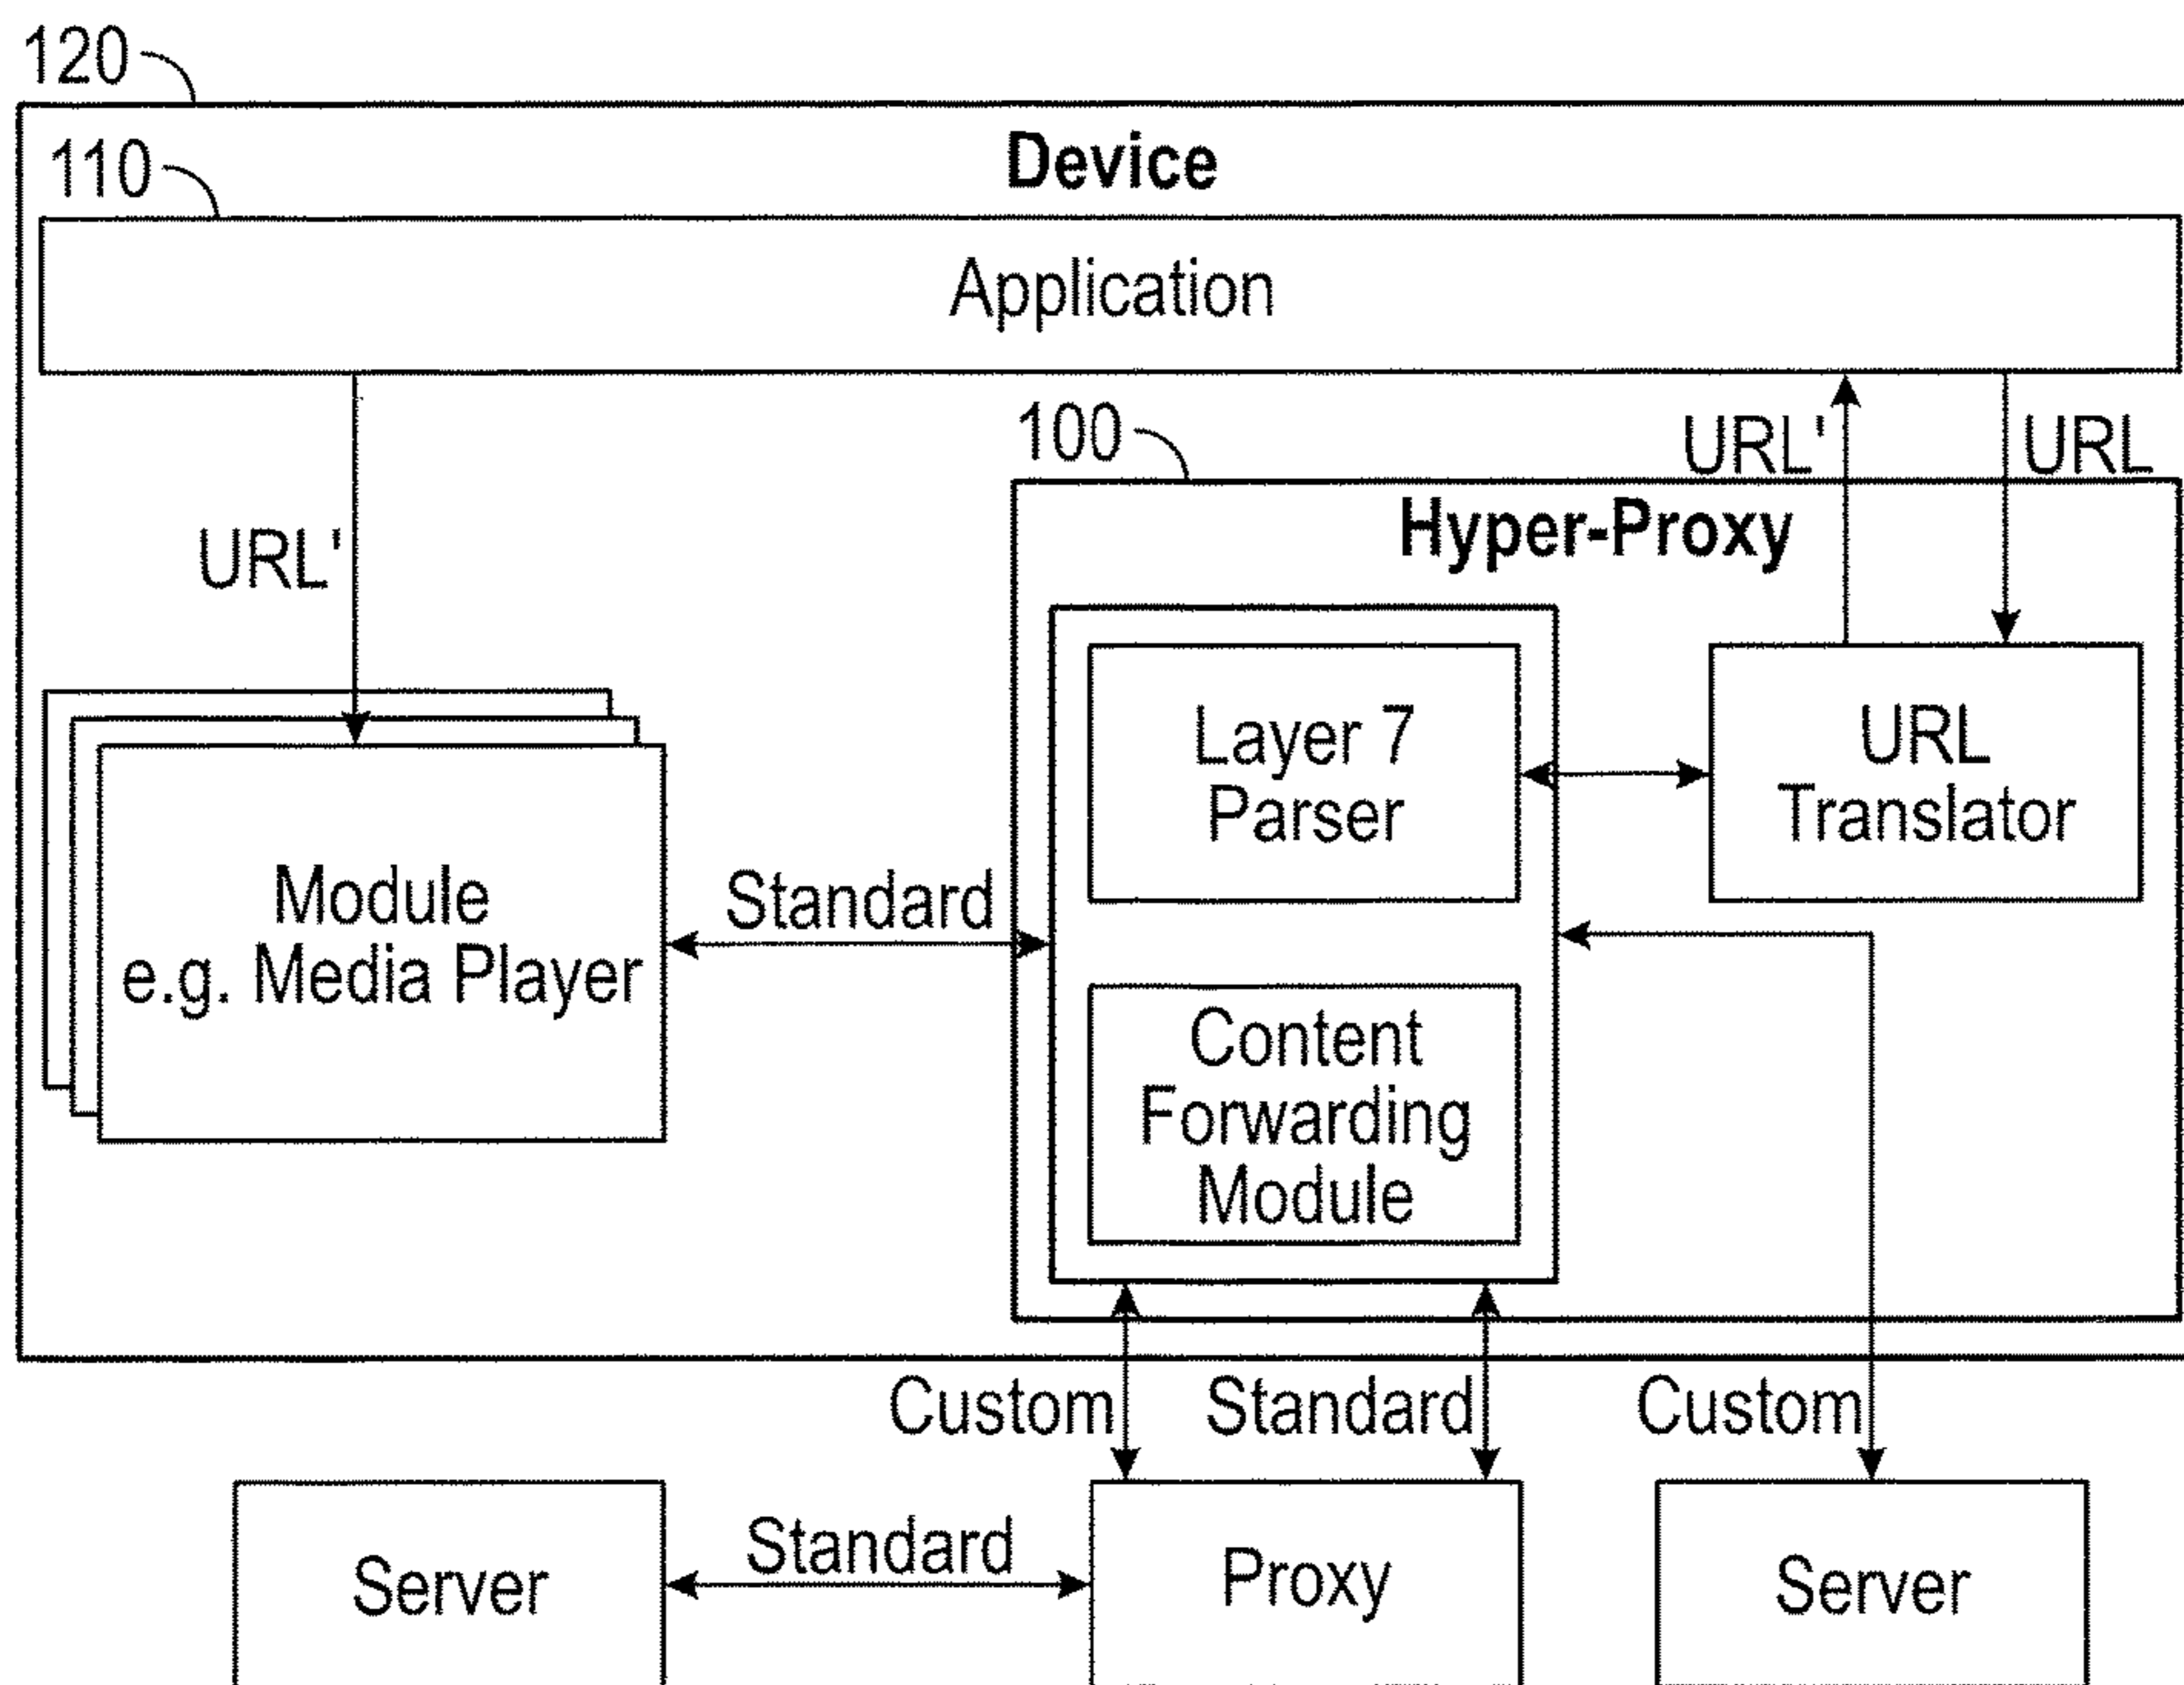 120
Device
110
Application
100
URL'
URL
URL'
Hyper-Proxy
Layer 7
Parser
URL
Translator
Module
e.g. Media Player
Standard
Content
Forwarding
Module
Custom
Standard
Custom
Server
Standard
Proxy
Server